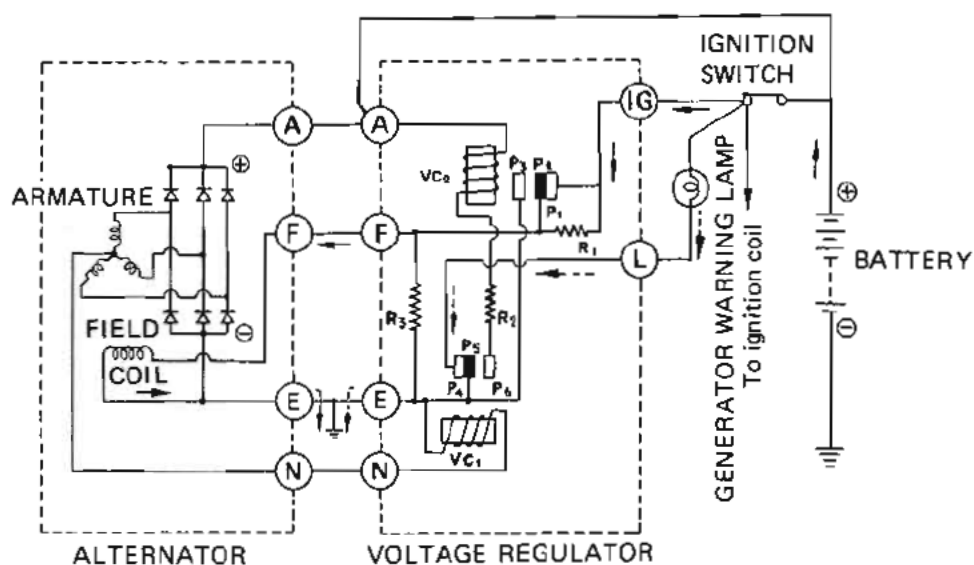 IGNITION
SWITCH
A
A
IG
VC₂
P₃
P₂
P₁
ARMATURE
⊕
F
F
R₁
L
GENERATOR WARNING LAMP
To ignition coil
⊕
BATTERY
⊖
R₃
R₂
FIELD
COIL
⊖
P₅
P₄
P₆
E
E
VC₁
N
N
ALTERNATOR
VOLTAGE REGULATOR